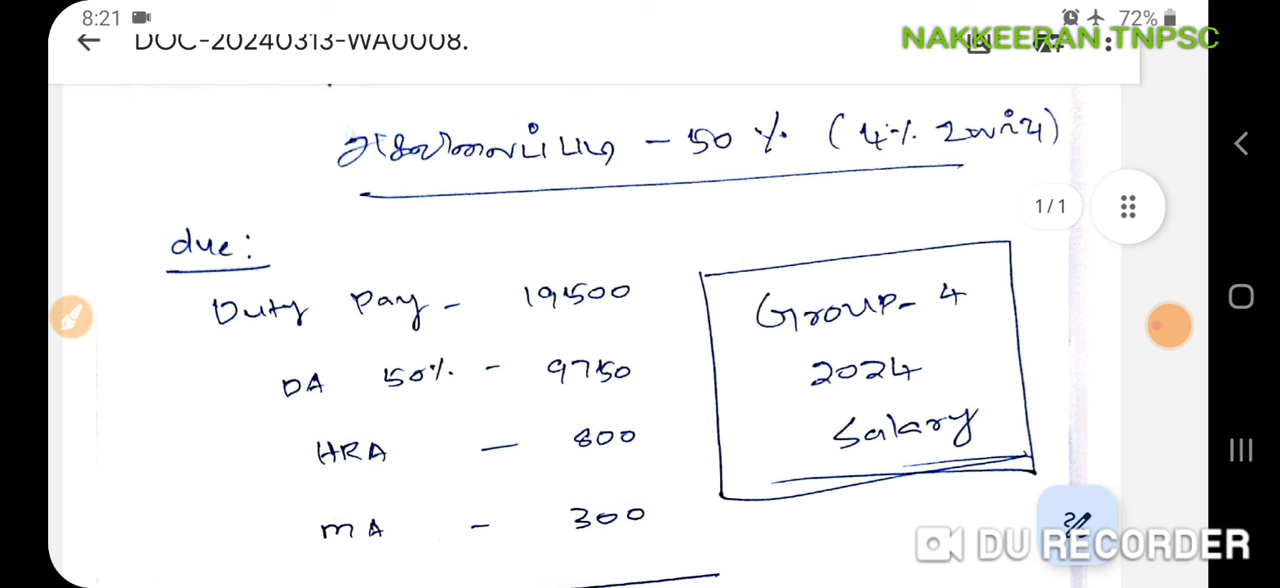 8:21
72%
DOC-20240313-WA0008.
NAKKEERAN.TNPSC
அகவிலைப்படி - 50 % (4% உயர்வு)
1/1
due:
Duty Pay - 19500
DA 50% - 9750
HRA - 800
MA - 300
Group-4
2024
Salary
DU RECORDER